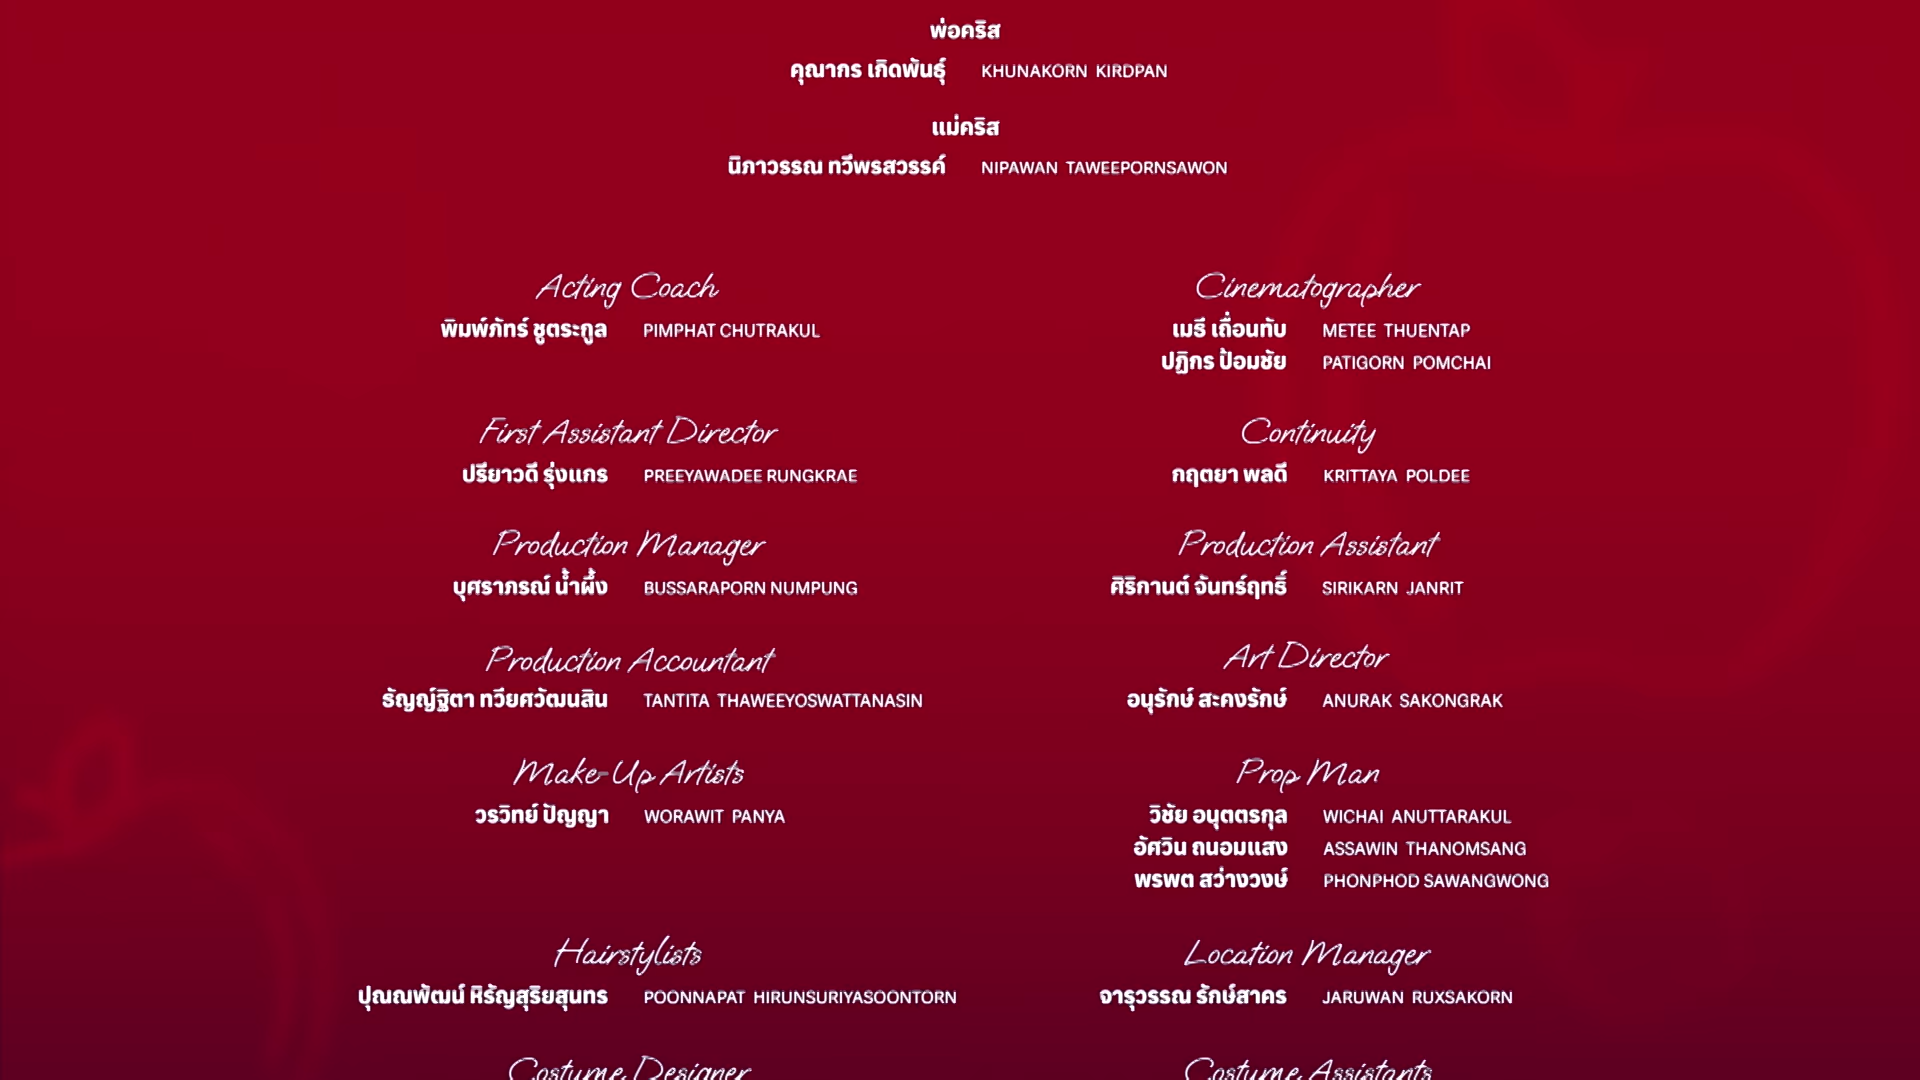 พ่อคริส
คุณากร เกิดพันธุ์ KHUNAKORN KIRDPAN
แม่คริส
นิภาวรรณ ทวีพรสวรรค์ NIPAWAN TAWEEPORNSAWON
Acting Coach
พิมพ์ภัทร์ ชูตระกูล PIMPHAT CHUTRAKUL
Cinematographer
เมธี เถื่อนทับ METEE THUENTAP
ปฏิกร ป้อมชัย PATIGORN POMCHAI
First Assistant Director
ปรียาวดี รุ่งแกร PREEYAWADEE RUNGKRAE
Continuity
กฤตยา พลดี KRITTAYA POLDEE
Production Manager
บุศราภรณ์ น้ำผึ้ง BUSSARAPORN NUMPUNG
Production Assistant
ศิริกานต์ จันทร์ฤทธิ์ SIRIKARN JANRIT
Production Accountant
ธัญญ์ฐิตา ทวียศวัฒนสิน TANTITA THAWEEYOSWATTANASIN
Art Director
อนุรักษ์ สะคงรักษ์ ANURAK SAKONGRAK
Make-Up Artists
วรวิทย์ ปัญญา WORAWIT PANYA
Prop Man
วิชัย อนุตตรกุล WICHAI ANUTTARAKUL
อัศวิน ถนอมแสง ASSAWIN THANOMSANG
พรพต สว่างวงษ์ PHONPHOD SAWANGWONG
Hairstylists
ปุณณพัฒน์ หิรัญสุริยสุนทร POONNAPAT HIRUNSURIYASOONTORN
Location Manager
จารุวรรณ รักษ์สาคร JARUWAN RUXSAKORN
Costume Designer
Costume Assistants